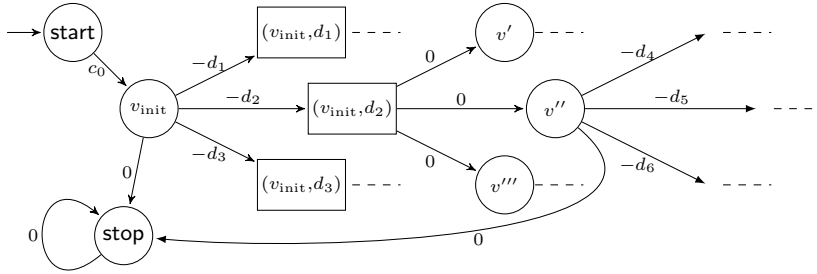 start
(v_init, d_1)
v'
c_0
−d_1
0
−d_4
v_init
−d_2
(v_init, d_2)
0
v''
−d_5
−d_3
0
−d_6
0
(v_init, d_3)
v'''
0
stop
0